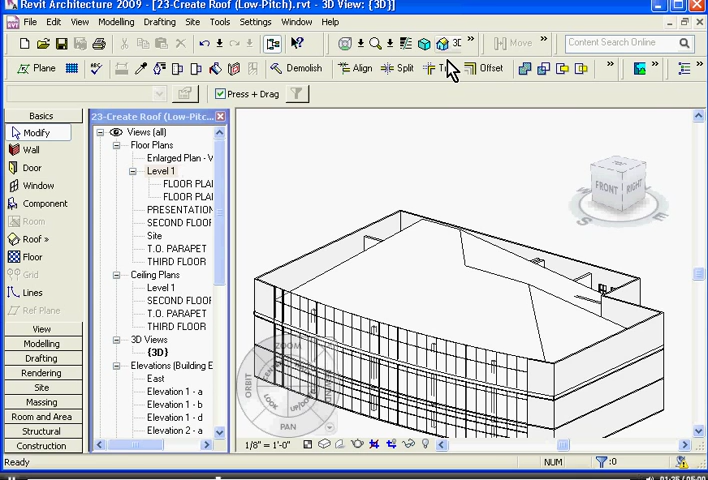 Revit Architecture 2009 - [23-Create Roof (Low-Pitch).rvt - 3D View: {3D}]
File Edit View Modelling Drafting Site Tools Settings Window Help
3D » Move » Content Search Online
Plane Demolish Align Split Offset » »
Press + Drag
Basics
Modify
Wall
Door
Window
Component
Room
Roof »
Floor
Grid
Lines
Ref Plane
View
Modelling
Drafting
Rendering
Site
Massing
Room and Area
Structural
Construction
23-Create Roof (Low-Pitc...
Views (all)
Floor Plans
Enlarged Plan - V
Level 1
FLOOR PLA
FLOOR PLA
PRESENTATION
SECOND FLOOR
Site
T.O. PARAPET
THIRD FLOOR
Ceiling Plans
Level 1
SECOND FLOOR
T.O. PARAPET
THIRD FLOOR
3D Views
{3D}
Elevations (Building E
East
Elevation 1 - a
Elevation 1 - b
Elevation 1 - d
Elevation 2 - a
TOP
FRONT
RIGHT
S
E
ZOOM
ORBIT
LOOK
PAN
1/8" = 1'-0"
Ready
NUM
:0